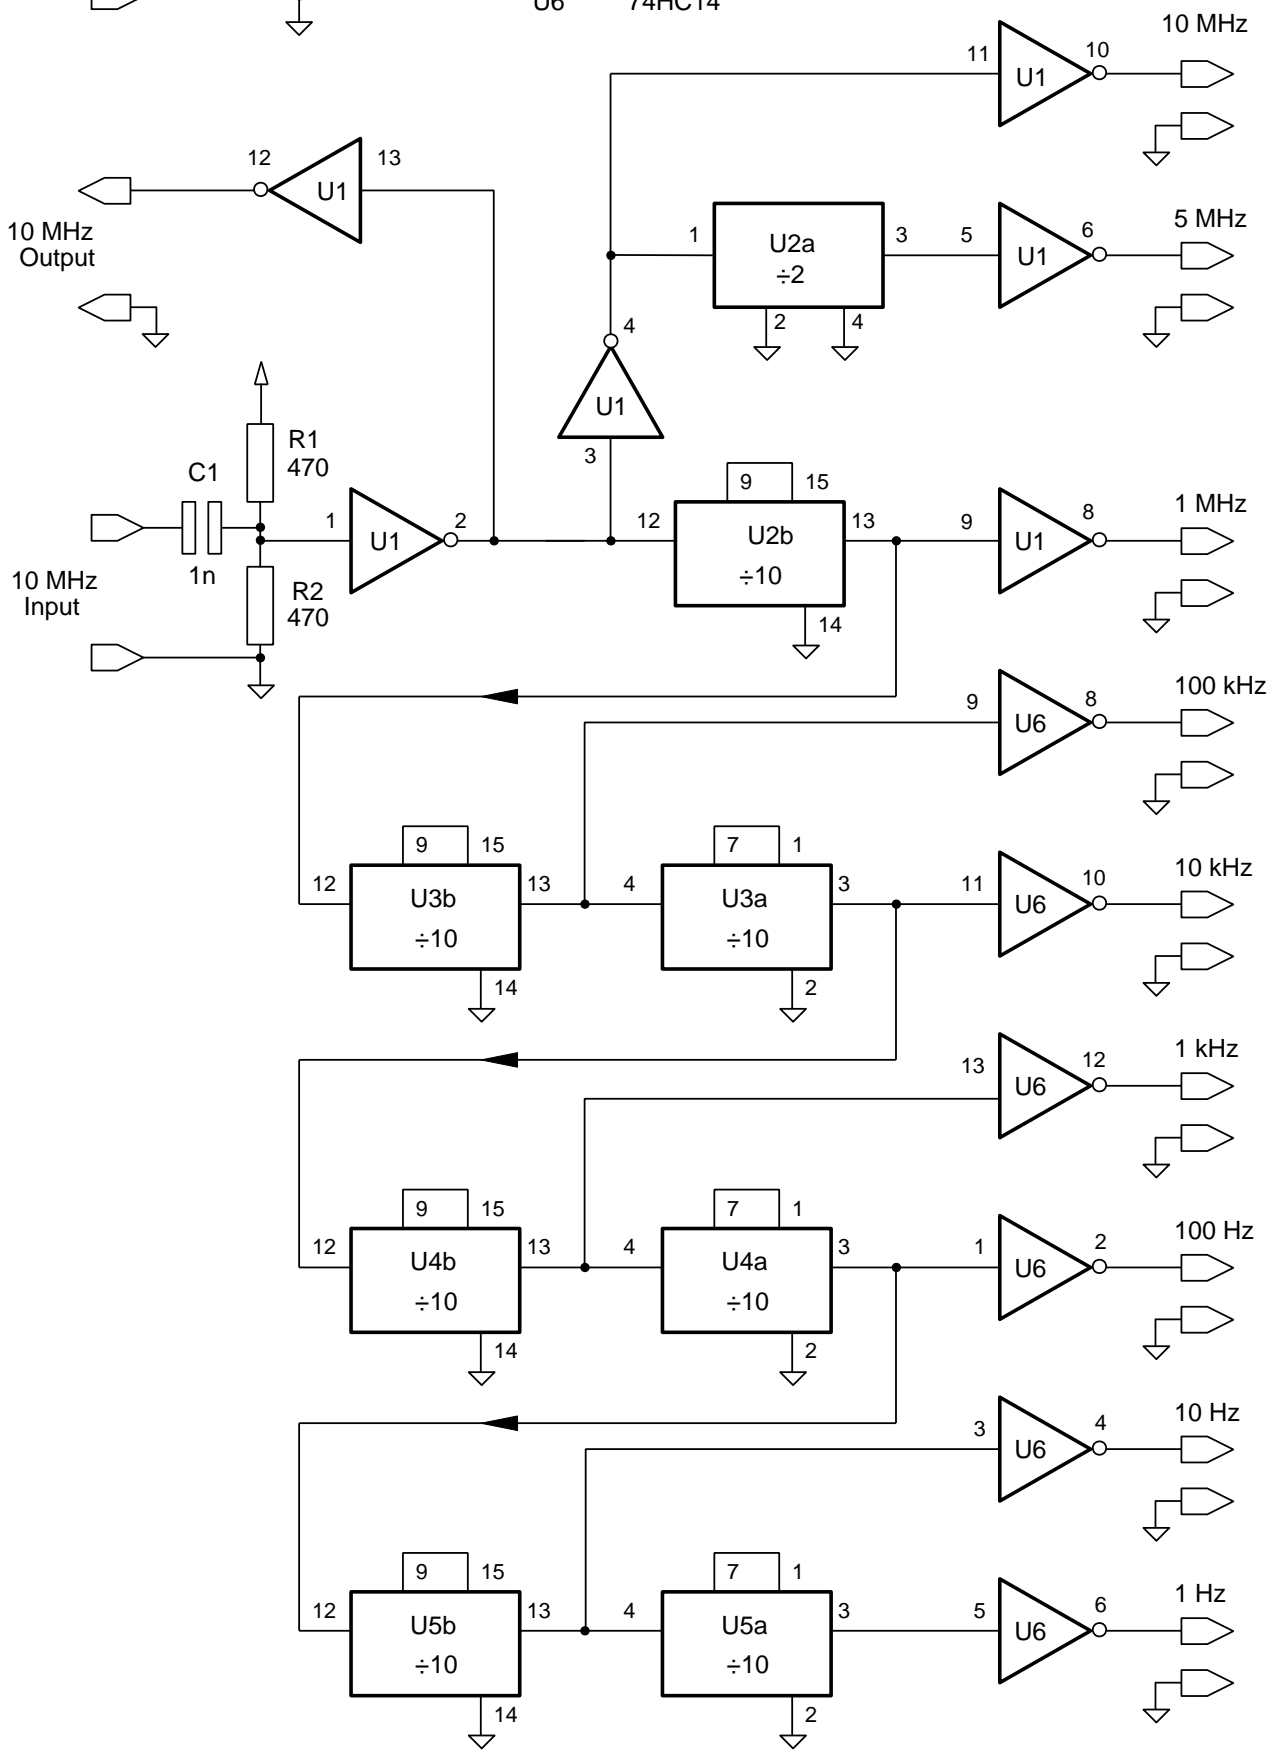 U6 74HC14
10 MHz
11 U1 10
12 U1 13
5 MHz
1 U2a 3 5 U1 6
÷2
2 4
10 MHz
Output
4
U1
3
R1
470
C1
1n
1 U1 2
12 9 15 13
U2b
÷10
14
9 U1 8
1 MHz
10 MHz
Input
R2
470
100 kHz
9 U6 8
9 15 7 1
12 U3b 13 4 U3a 3 11 U6 10
10 kHz
÷10 ÷10
14 2
1 kHz
13 U6 12
9 15 7 1
12 U4b 13 4 U4a 3 1 U6 2
100 Hz
÷10 ÷10
14 2
10 Hz
3 U6 4
9 15 7 1
12 U5b 13 4 U5a 3 5 U6 6
1 Hz
÷10 ÷10
14 2